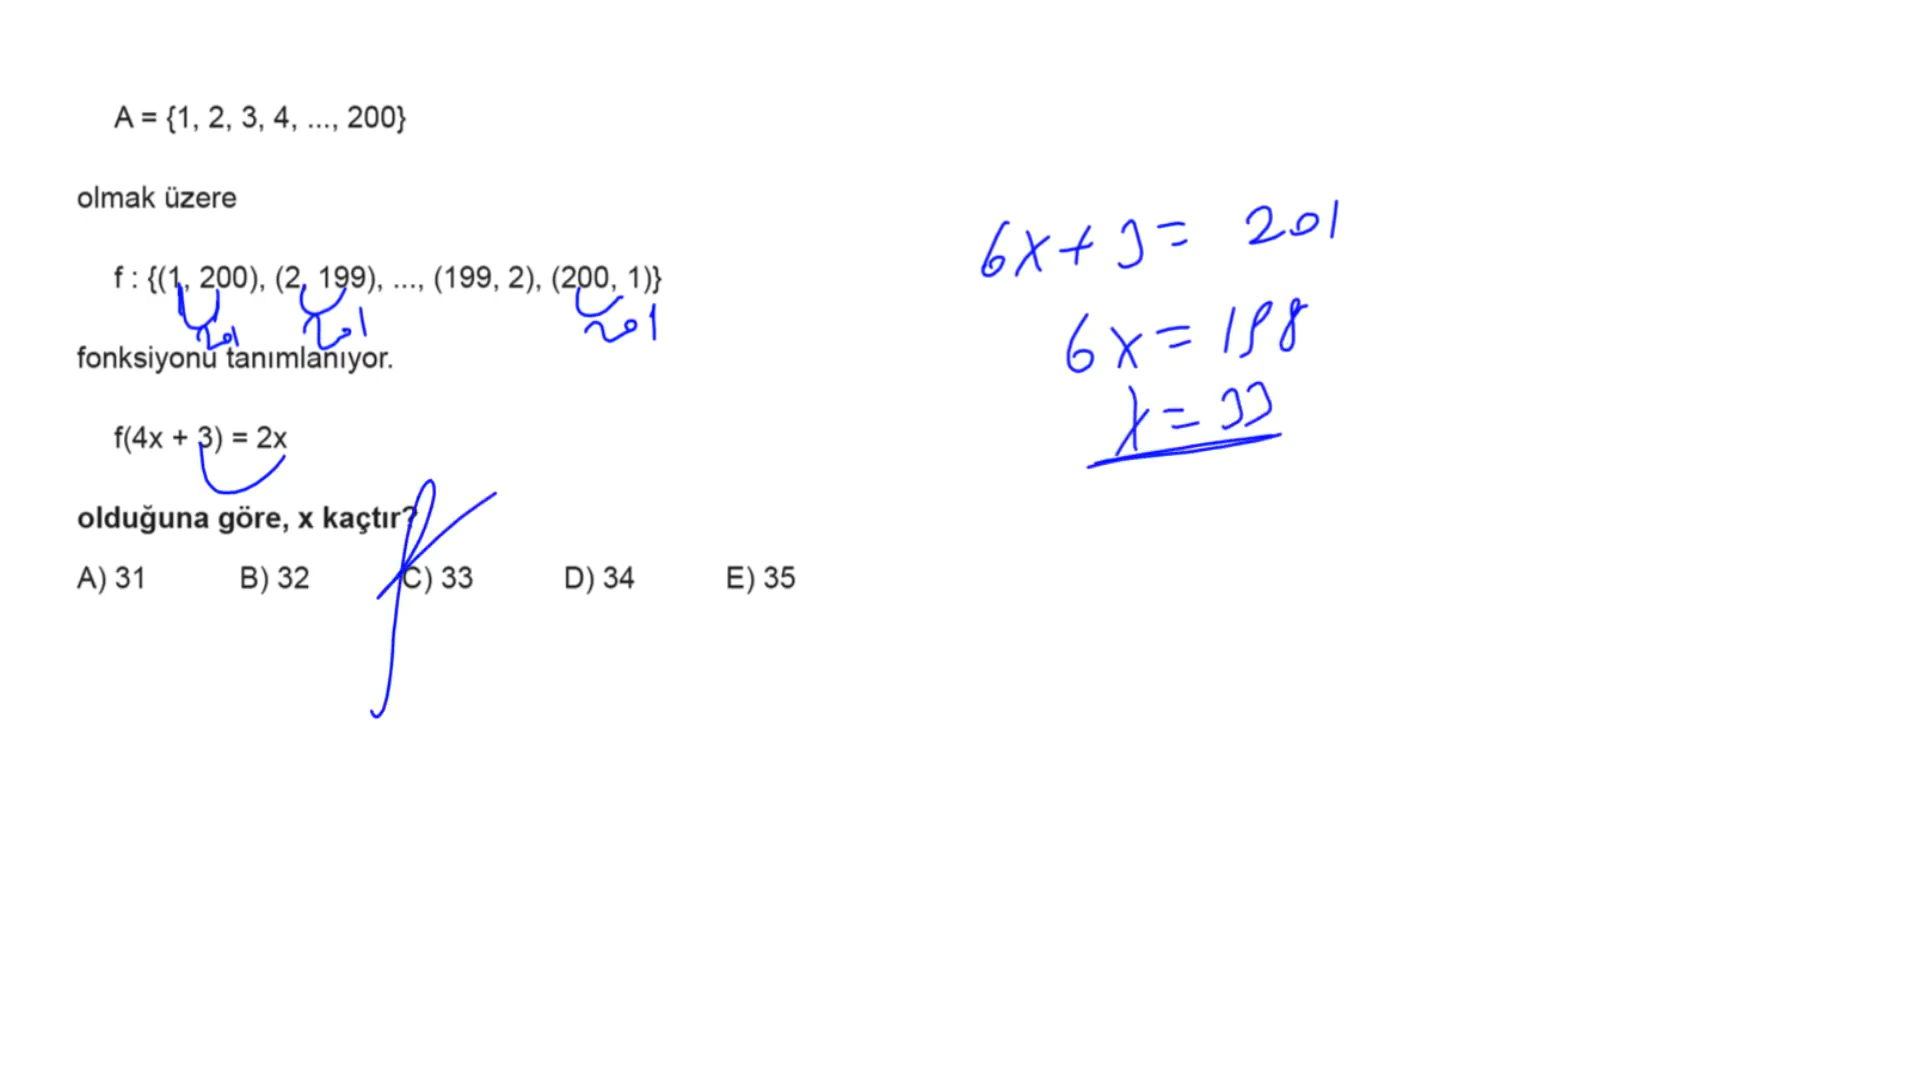 A = {1, 2, 3, 4, ..., 200}
olmak üzere
f : {(1, 200), (2, 199), ..., (199, 2), (200, 1)}
201 201 201
fonksiyonu tanımlanıyor.
f(4x + 3) = 2x
olduğuna göre, x kaçtır?
A) 31 B) 32 C) 33 D) 34 E) 35
6x+3= 201
6x= 198
x= 33